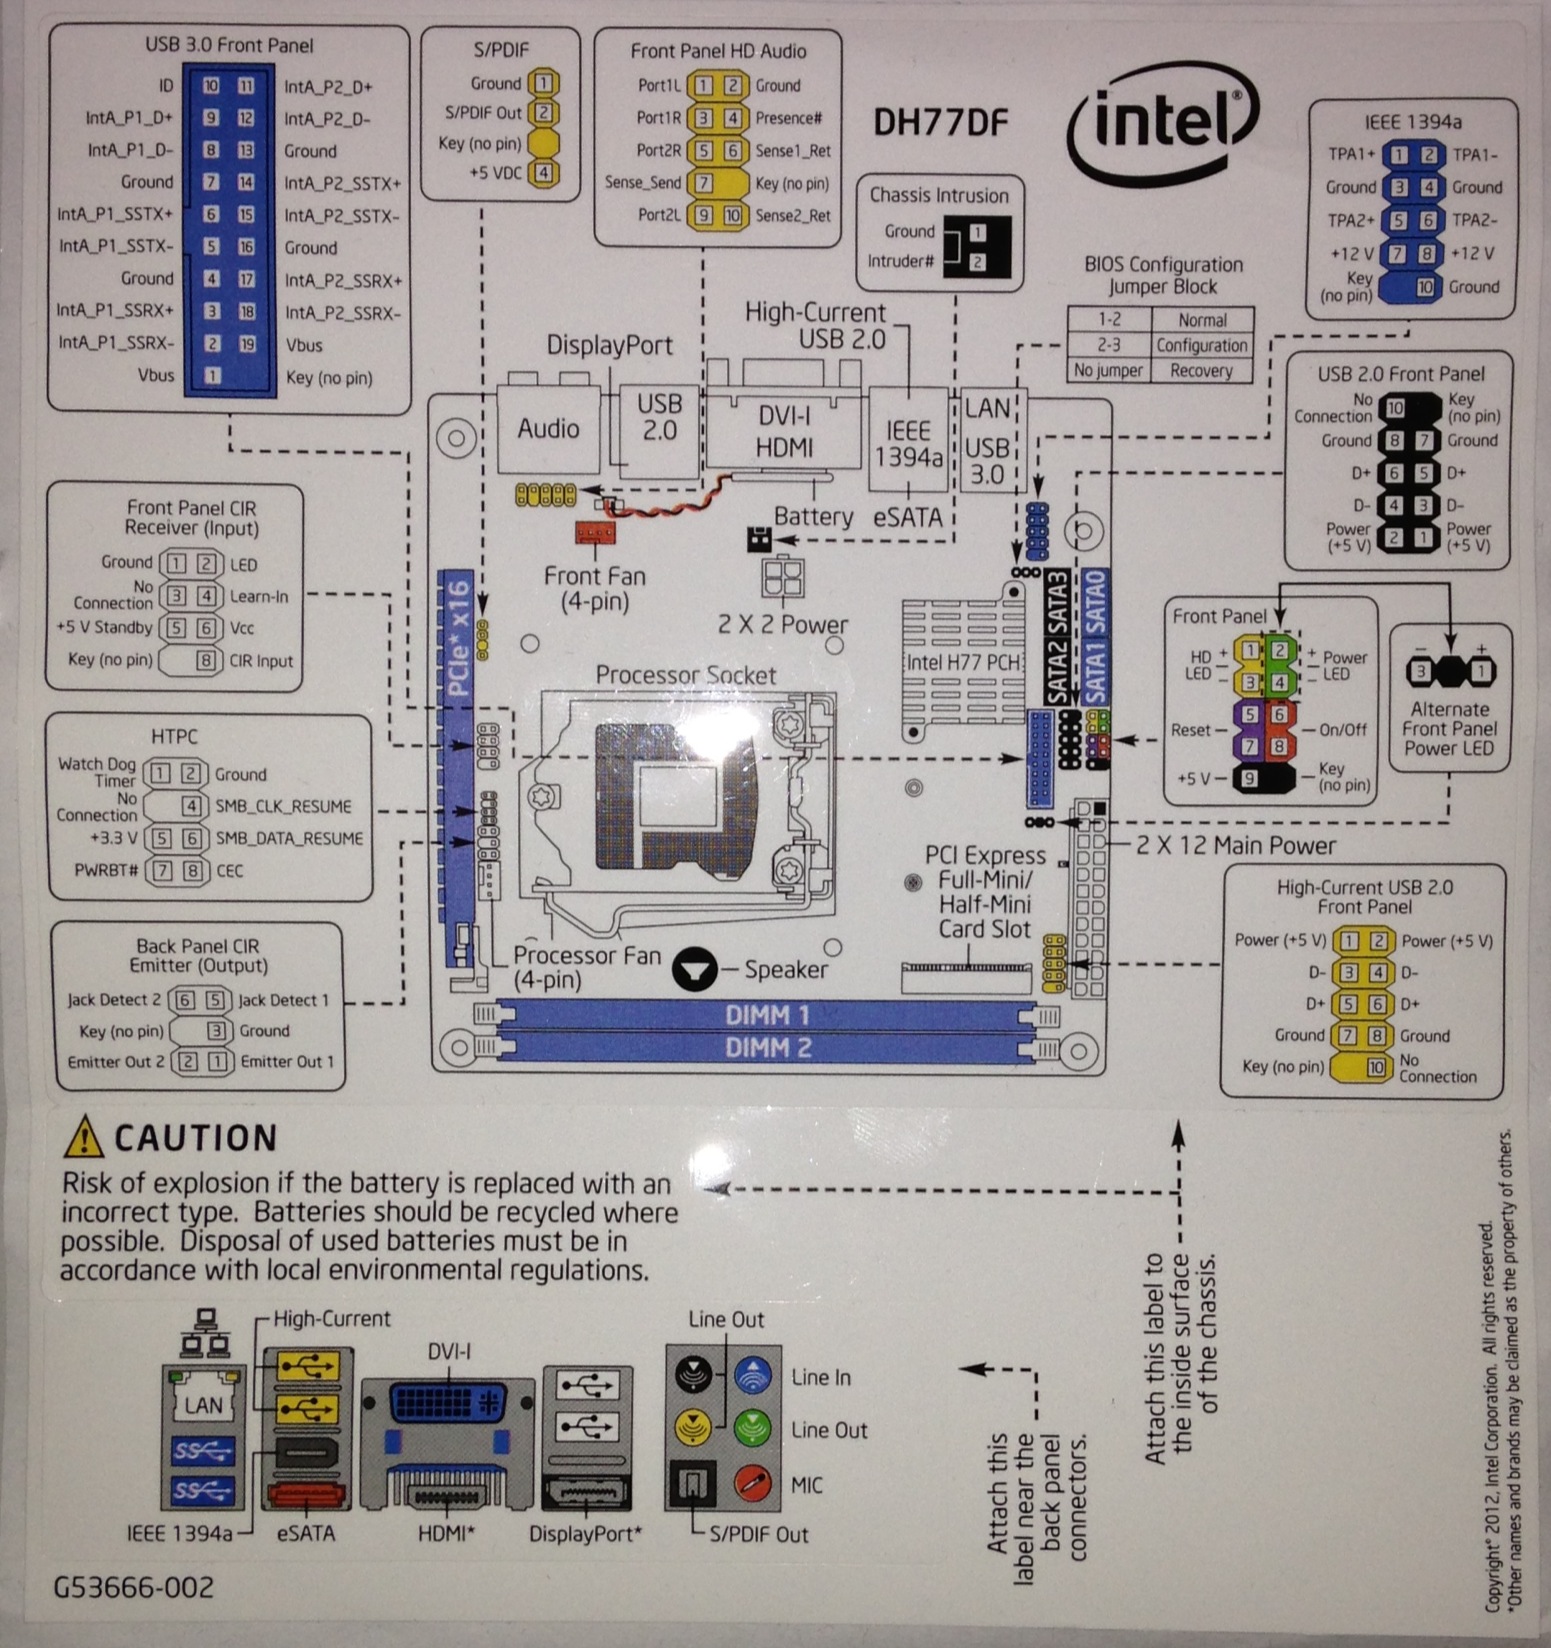 USB 3.0 Front Panel
ID 10 11 IntA_P2_D+
IntA_P1_D+ 9 12 IntA_P2_D-
IntA_P1_D- 8 13 Ground
Ground 7 14 IntA_P2_SSTX+
IntA_P1_SSTX+ 6 15 IntA_P2_SSTX-
IntA_P1_SSTX- 5 16 Ground
Ground 4 17 IntA_P2_SSRX+
IntA_P1_SSRX+ 3 18 IntA_P2_SSRX-
IntA_P1_SSRX- 2 19 Vbus
Vbus 1 Key (no pin)
S/PDIF
Ground 1
S/PDIF Out 2
Key (no pin)
+5 VDC 4
Front Panel HD Audio
Port1L 1 2 Ground
Port1R 3 4 Presence#
Port2R 5 6 Sense1_Ret
Sense_Send 7 Key (no pin)
Port2L 9 10 Sense2_Ret
DH77DF
intel®
Chassis Intrusion
Ground 1
Intruder# 2
BIOS Configuration
Jumper Block
1-2 Normal
2-3 Configuration
No jumper Recovery
IEEE 1394a
TPA1+ 1 2 TPA1-
Ground 3 4 Ground
TPA2+ 5 6 TPA2-
+12 V 7 8 +12 V
Key
(no pin) 10 Ground
USB 2.0 Front Panel
No
Connection 10 Key
(no pin)
Ground 8 7 Ground
D+ 6 5 D+
D- 4 3 D-
Power
(+5 V) 2 1 Power
(+5 V)
DisplayPort
High-Current
USB 2.0
Audio
USB
2.0
DVI-I
HDMI
IEEE
1394a
LAN
USB
3.0
Battery
eSATA
Front Fan
(4-pin)
2 X 2 Power
PCIe* x16
Processor Socket
Intel H77 PCH
SATA3
SATA2
SATA0
SATA1
Front Panel CIR
Receiver (Input)
Ground 1 2 LED
No
Connection 3 4 Learn-In
+5 V Standby 5 6 Vcc
Key (no pin) 8 CIR Input
HTPC
Watch Dog
Timer 1 2 Ground
No
Connection 4 SMB_CLK_RESUME
+3.3 V 5 6 SMB_DATA_RESUME
PWRBT# 7 8 CEC
Back Panel CIR
Emitter (Output)
Jack Detect 2 6 5 Jack Detect 1
Key (no pin) 3 Ground
Emitter Out 2 2 1 Emitter Out 1
Front Panel
HD
LED + - 1 2 + - Power
LED
3 4
Reset 5 6 On/Off
7 8
+5 V 9 Key
(no pin)
- +
3 1
Alternate
Front Panel
Power LED
2 X 12 Main Power
PCI Express
Full-Mini/
Half-Mini
Card Slot
Processor Fan
(4-pin)
Speaker
DIMM 1
DIMM 2
High-Current USB 2.0
Front Panel
Power (+5 V) 1 2 Power (+5 V)
D- 3 4 D-
D+ 5 6 D+
Ground 7 8 Ground
Key (no pin) 10 No
Connection
CAUTION
Risk of explosion if the battery is replaced with an
incorrect type. Batteries should be recycled where
possible. Disposal of used batteries must be in
accordance with local environmental regulations.
High-Current
LAN
SS
SS
IEEE 1394a
eSATA
DVI-I
HDMI*
DisplayPort*
Line Out
Line In
Line Out
MIC
S/PDIF Out
Attach this
label near the
back panel
connectors.
Attach this label to
the inside surface
of the chassis.
Copyright© 2012, Intel Corporation. All rights reserved.
*Other names and brands may be claimed as the property of others.
G53666-002